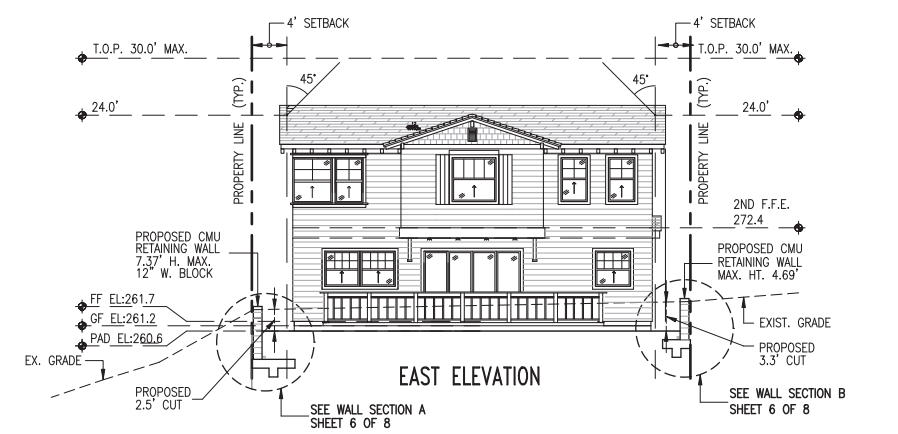 4' SETBACK
4' SETBACK
T.O.P. 30.0' MAX.
T.O.P. 30.0' MAX.
45°
45°
PROPERTY LINE (TYP.)
PROPERTY LINE (TYP.)
24.0'
24.0'
2ND F.F.E.
272.4
PROPOSED CMU
RETAINING WALL
7.37' H. MAX.
12" W. BLOCK
PROPOSED CMU
RETAINING WALL
MAX. HT. 4.69'
FF EL:261.7
GF EL:261.2
PAD EL:260.6
EX. GRADE
EXIST. GRADE
PROPOSED
3.3' CUT
PROPOSED
2.5' CUT
EAST ELEVATION
SEE WALL SECTION A
SHEET 6 OF 8
SEE WALL SECTION B
SHEET 6 OF 8